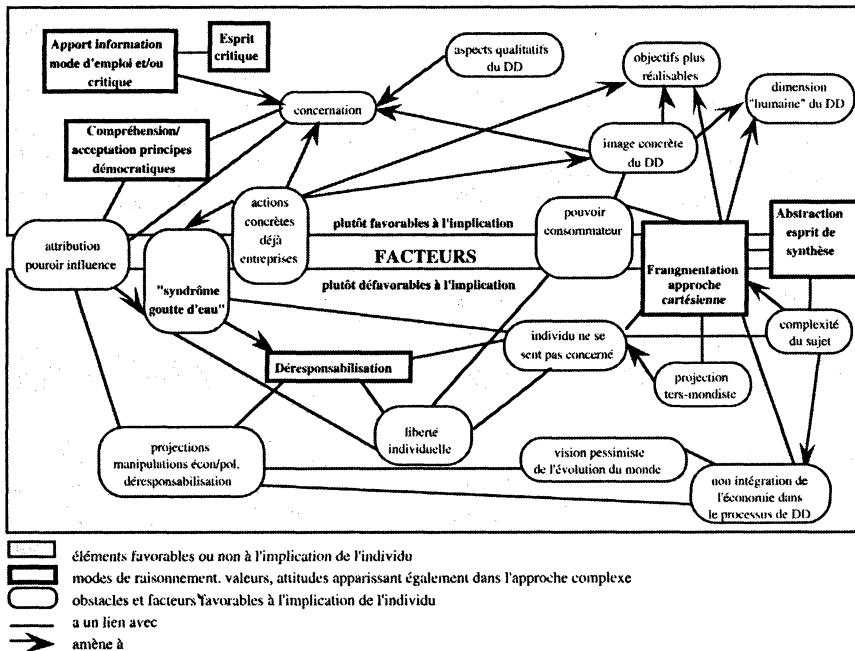 Apport information
mode d'emploi et/ou
critique
Esprit
critique
aspects qualitatifs
du DD
objectifs plus
réalisables
dimension
"humaine" du DD
concernation
Compréhension/
acceptation principes
démocratiques
image concrète
du DD
actions
concrètes
déjà
entreprises
pouvoir
consommateur
Abstraction
esprit de
synthèse
attribution
pouroir influence
plutôt favorables à l'implication
FACTEURS
plutôt défavorables à l'implication
"syndrôme
goutte d'eau"
Frangmentation
approche
cartésienne
individu ne se
sent pas concerné
complexité
du sujet
Déresponsabilisation
projection
ters-mondiste
liberté
individuelle
projections
manipulations écon/pol.
déresponsabilisation
vision pessimiste
de l'évolution du monde
non intégration de
l'économie dans
le processus de DD
éléments favorables ou non à l'implication de l'individu
modes de raisonnement. valeurs, attitudes apparissant également dans l'approche complexe
obstacles et facteurs favorables à l'implication de l'individu
a un lien avec
amène à